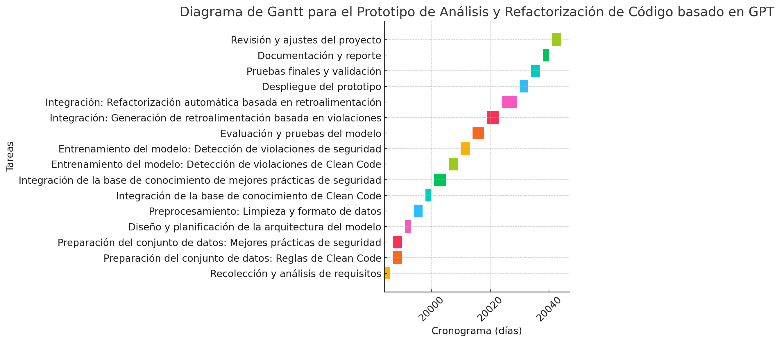 Diagrama de Gantt para el Prototipo de Análisis y Refactorización de Código basado en GPT
Revisión y ajustes del proyecto
Documentación y reporte
Pruebas finales y validación
Despliegue del prototipo
Integración: Refactorización automática basada en retroalimentación
Integración: Generación de retroalimentación basada en violaciones
Evaluación y pruebas del modelo
Entrenamiento del modelo: Detección de violaciones de seguridad
Entrenamiento del modelo: Detección de violaciones de Clean Code
Integración de la base de conocimiento de mejores prácticas de seguridad
Integración de la base de conocimiento de Clean Code
Preprocesamiento: Limpieza y formato de datos
Diseño y planificación de la arquitectura del modelo
Preparación del conjunto de datos: Mejores prácticas de seguridad
Preparación del conjunto de datos: Reglas de Clean Code
Recolección y análisis de requisitos
Tareas
20000
20020
20040
Cronograma (días)